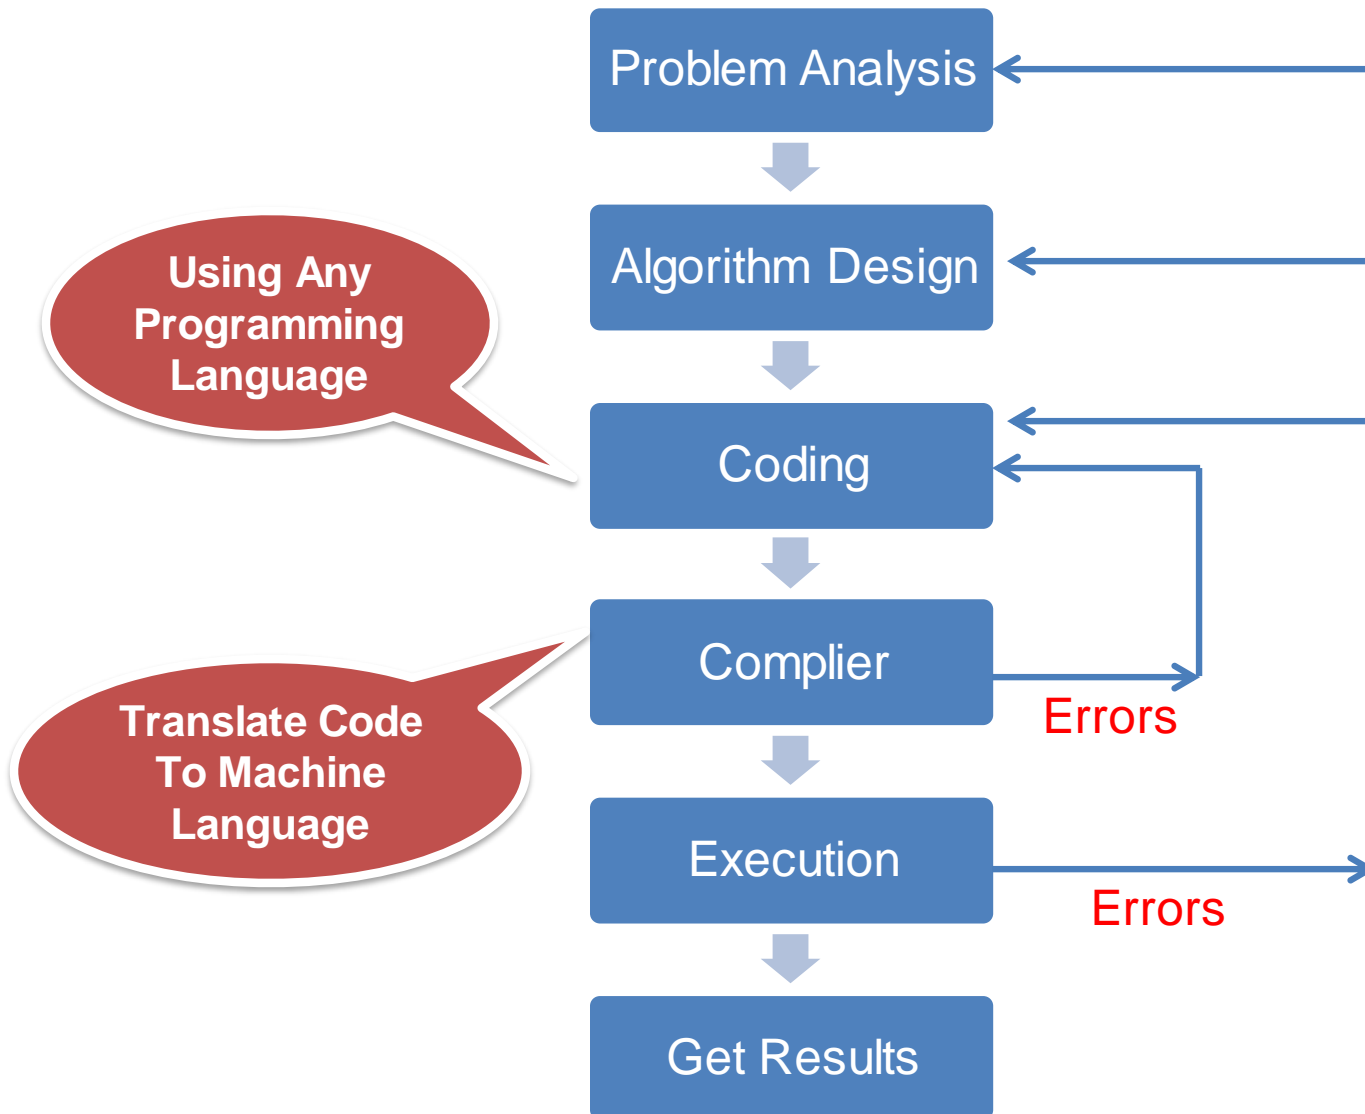 Problem Analysis
Algorithm Design
Using Any
Programming
Language
Coding
Complier
Errors
Translate Code
To Machine
Language
Execution
Errors
Get Results